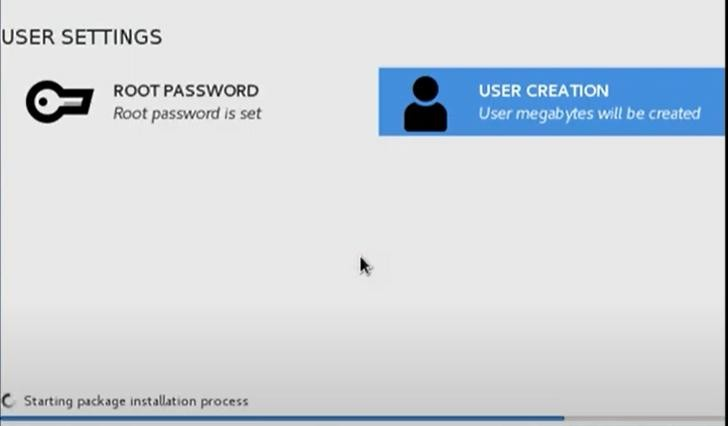 USER SETTINGS
ROOT PASSWORD
Root password is set
USER CREATION
User megabytes will be created
Starting package installation process